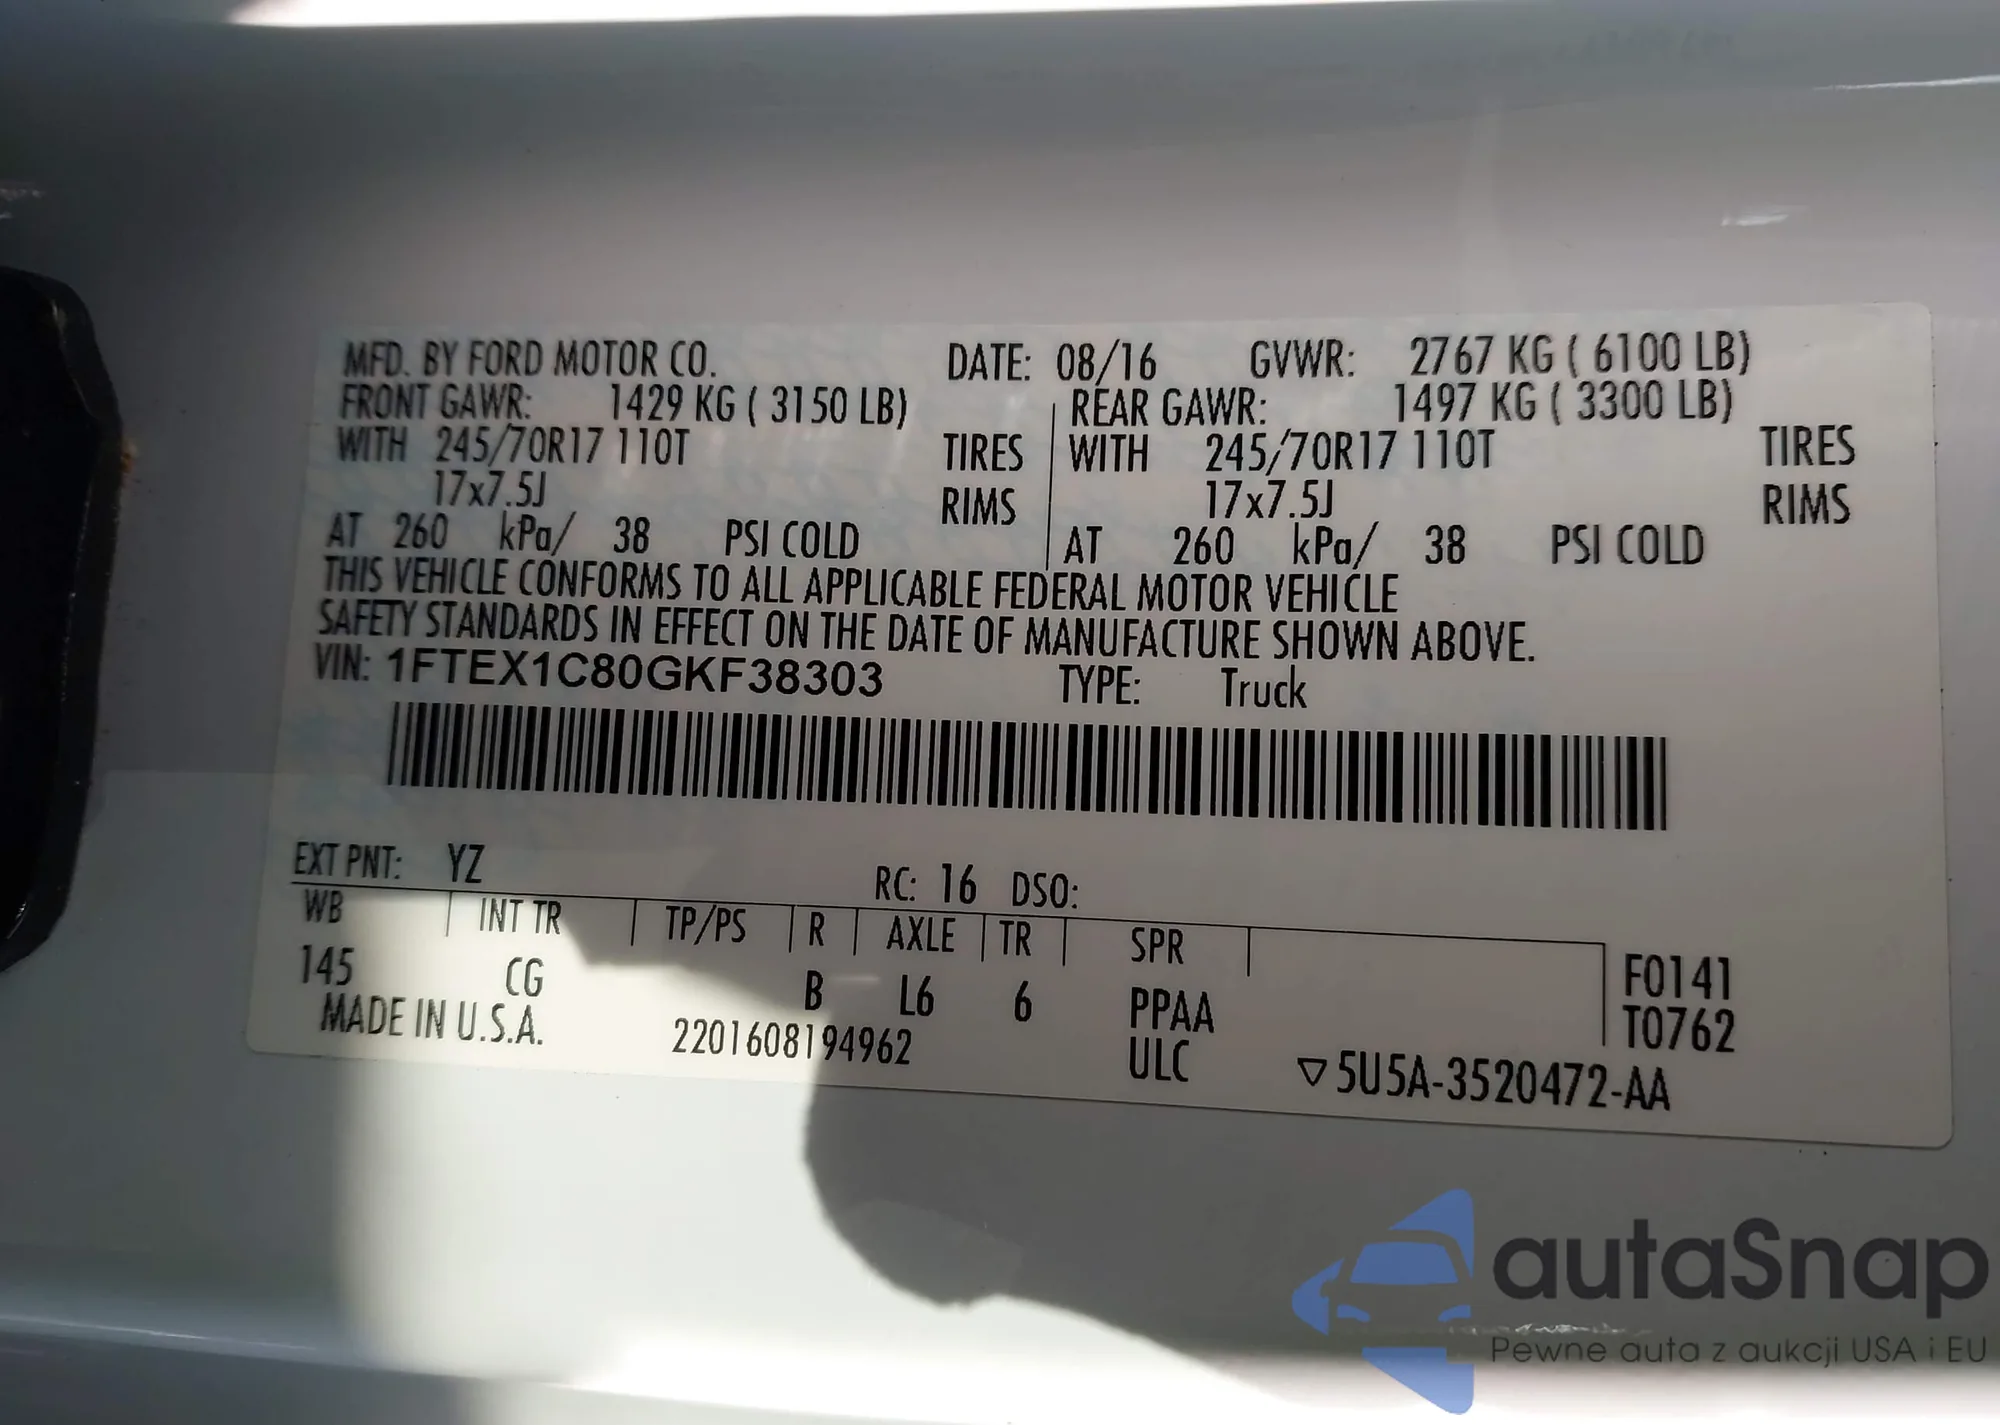 MFD. BY FORD MOTOR CO. DATE: 08/16 GVWR: 2767 KG ( 6100 LB)
FRONT GAWR: 1429 KG ( 3150 LB) REAR GAWR: 1497 KG ( 3300 LB)
WITH 245/70R17 110T TIRES WITH 245/70R17 110T TIRES
17x7.5J RIMS 17x7.5J RIMS
AT 260 kPa/ 38 PSI COLD AT 260 kPa/ 38 PSI COLD
THIS VEHICLE CONFORMS TO ALL APPLICABLE FEDERAL MOTOR VEHICLE
SAFETY STANDARDS IN EFFECT ON THE DATE OF MANUFACTURE SHOWN ABOVE.
VIN: 1FTEX1C80GKF38303 TYPE: Truck
EXT PNT: YZ RC: 16 DSO:
WB INT TR TP/PS R AXLE TR SPR
145 CG B L6 6 PPAA F0141
MADE IN U.S.A. 2201608194962 ULC T0762
▽5U5A-3520472-AA
autaSnap
Pewne auta z aukcji USA i EU